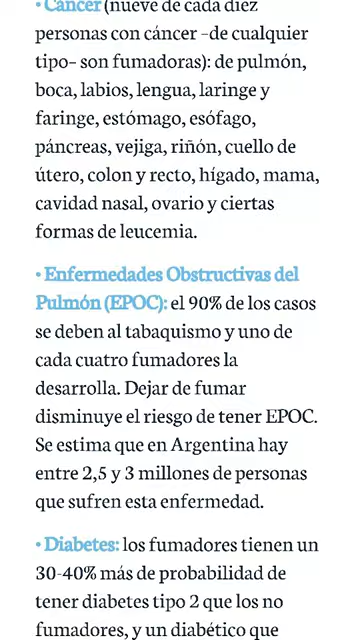 · Cáncer (nueve de cada diez
personas con cáncer –de cualquier
tipo– son fumadoras): de pulmón,
boca, labios, lengua, laringe y
faringe, estómago, esófago,
páncreas, vejiga, riñón, cuello de
útero, colon y recto, hígado, mama,
cavidad nasal, ovario y ciertas
formas de leucemia.
· Enfermedades Obstructivas del
Pulmón (EPOC): el 90% de los casos
se deben al tabaquismo y uno de
cada cuatro fumadores la
desarrolla. Dejar de fumar
disminuye el riesgo de tener EPOC.
Se estima que en Argentina hay
entre 2,5 y 3 millones de personas
que sufren esta enfermedad.
· Diabetes: los fumadores tienen un
30-40% más de probabilidad de
tener diabetes tipo 2 que los no
fumadores, y un diabético que